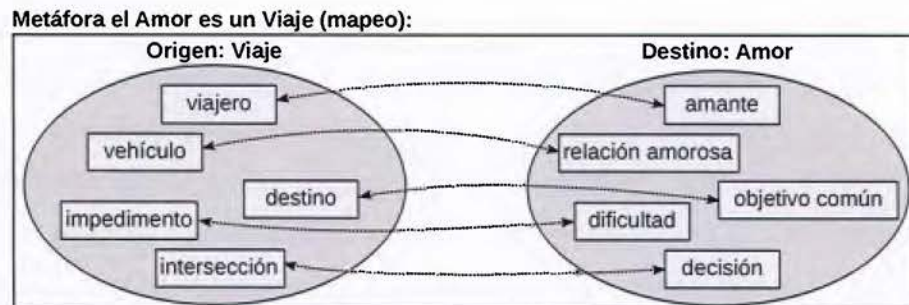 Metáfora el Amor es un Viaje (mapeo):
Origen: Viaje
Destino: Amor
viajero
amante
vehículo
relación amorosa
destino
objetivo común
impedimento
dificultad
intersección
decisión